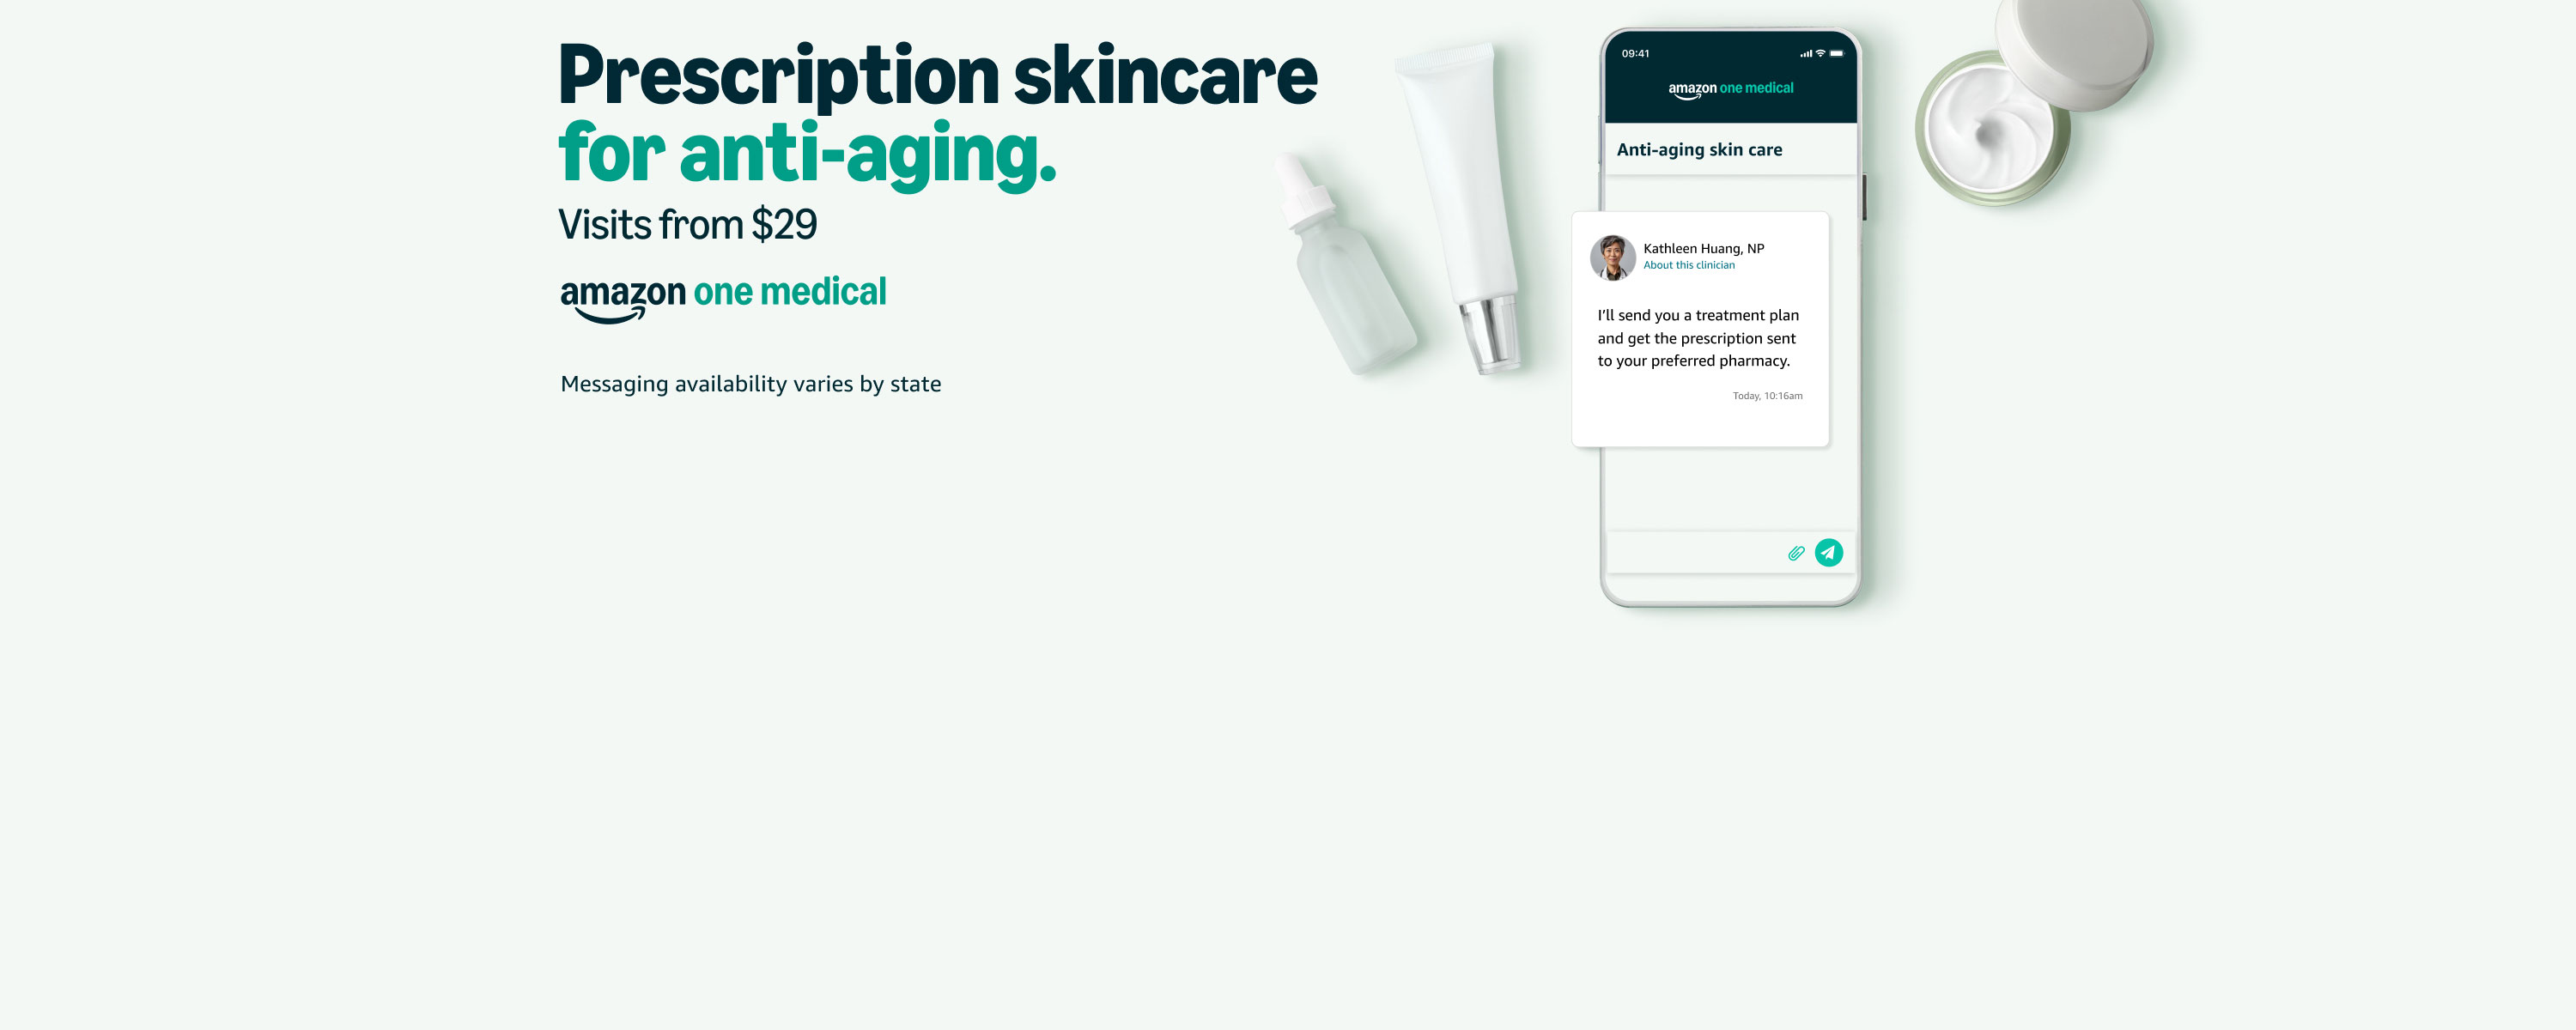 Prescription skincare
for anti-aging.
Visits from $29
amazon one medical
Messaging availability varies by state
09:41
amazon one medical
Anti-aging skin care
Kathleen Huang, NP
About this clinician
I’ll send you a treatment plan
and get the prescription sent
to your preferred pharmacy.
Today, 10:16am